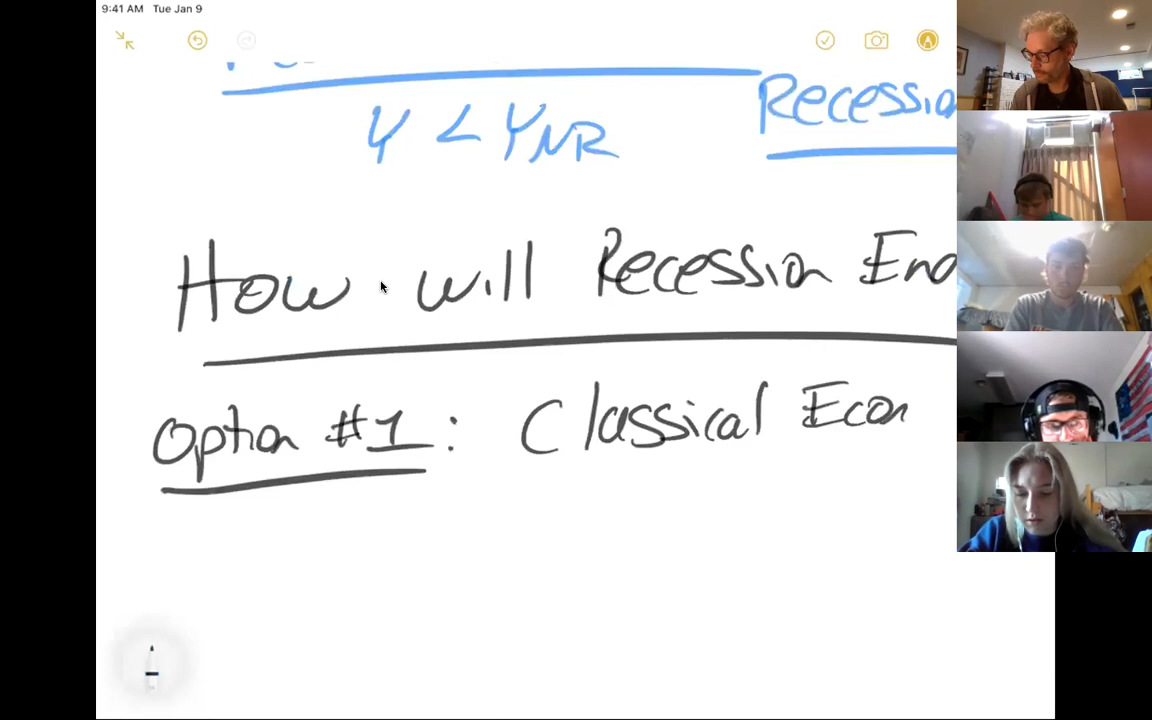 9:41 AM Tue Jan 9
Y < YNR
Recessio
How will Recession End
Option #1: Classical Econ